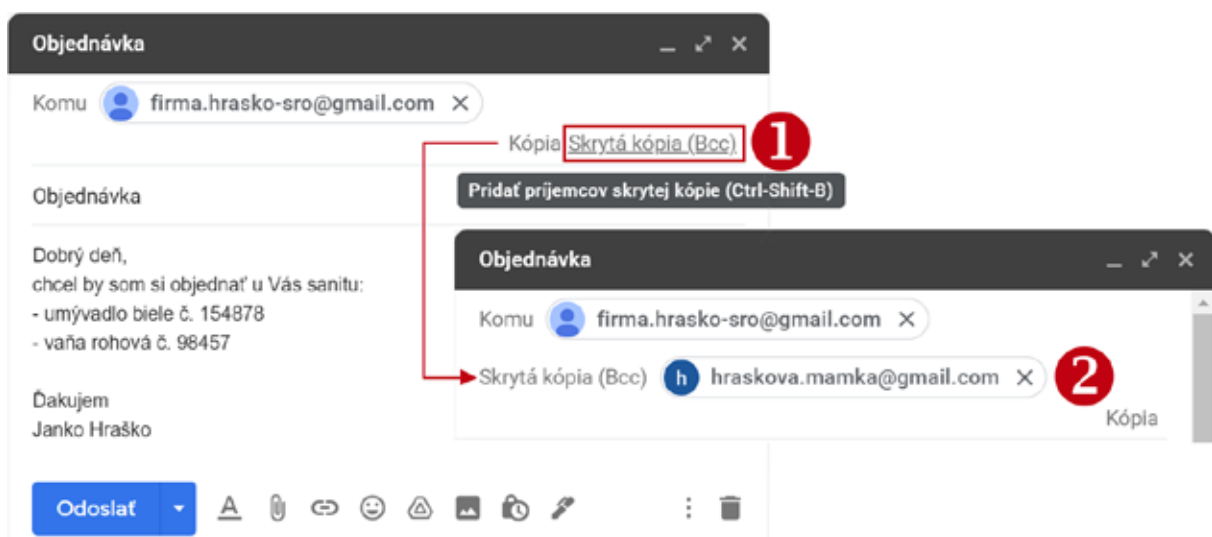 Objednávka
Komu firma.hrasko-sro@gmail.com
Kópia Skrytá kópia (Bcc) 1
Pridať príjemcov skrytej kópie (Ctrl-Shift-B)
Objednávka
Dobrý deň,
chcel by som si objednať u Vás sanitu:
- umývadlo biele č. 154878
- vaňa rohová č. 98457
Ďakujem
Janko Hraško
Odoslať
Objednávka
Komu firma.hrasko-sro@gmail.com
Skrytá kópia (Bcc) h hraskova.mamka@gmail.com 2
Kópia